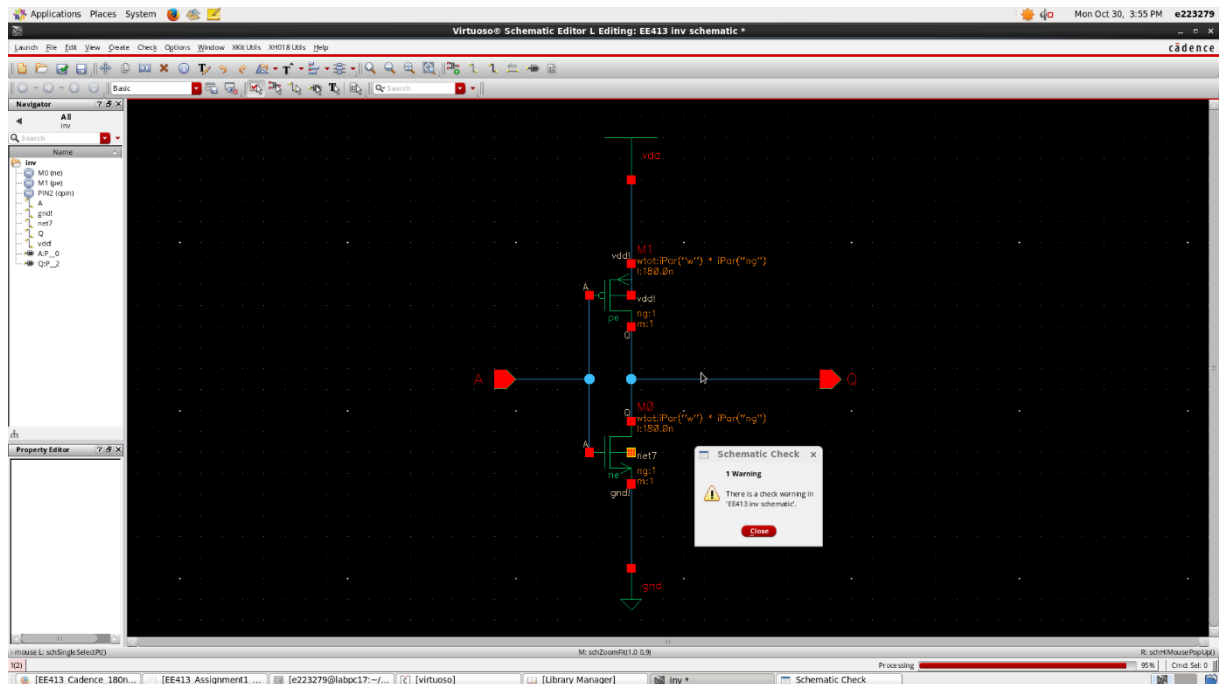 Applications Places System
Mon Oct 30, 3:55 PM e223279
Virtuoso® Schematic Editor L Editing: EE413 inv schematic *
Launch File Edit View Create Check Options Window XKit Utils XH018 Utils Help
cādence
Basic
Search
Navigator
All
inv
Search
Name
inv
M0 (ne)
M1 (pe)
PIN2 (opin)
A
gnd!
net7
Q
vdd!
A:P__0
Q:P__2
Property Editor
vdd
M1
vdd!
wtot:iPar("w") * iPar("ng")
l:180.0n
A
vdd!
pe
ng:1
m:1
Q
A
Q
M0
Q
wtot:iPar("w") * iPar("ng")
l:180.0n
A
net7
ne
ng:1
m:1
gnd!
gnd
Schematic Check
1 Warning
There is a check warning in
'EE413 inv schematic'.
Close
mouse L: schSingleSelectPt()
M: schZoomFit(1.0 0.9)
R: schHiMousePopUp()
1(2)
Processing
95%
Cmd: Sel: 0
[EE413_Cadence_180n...
[EE413_Assignment1_...
[e223279@labpc17:~/...
[virtuoso]
[Library Manager]
inv *
Schematic Check